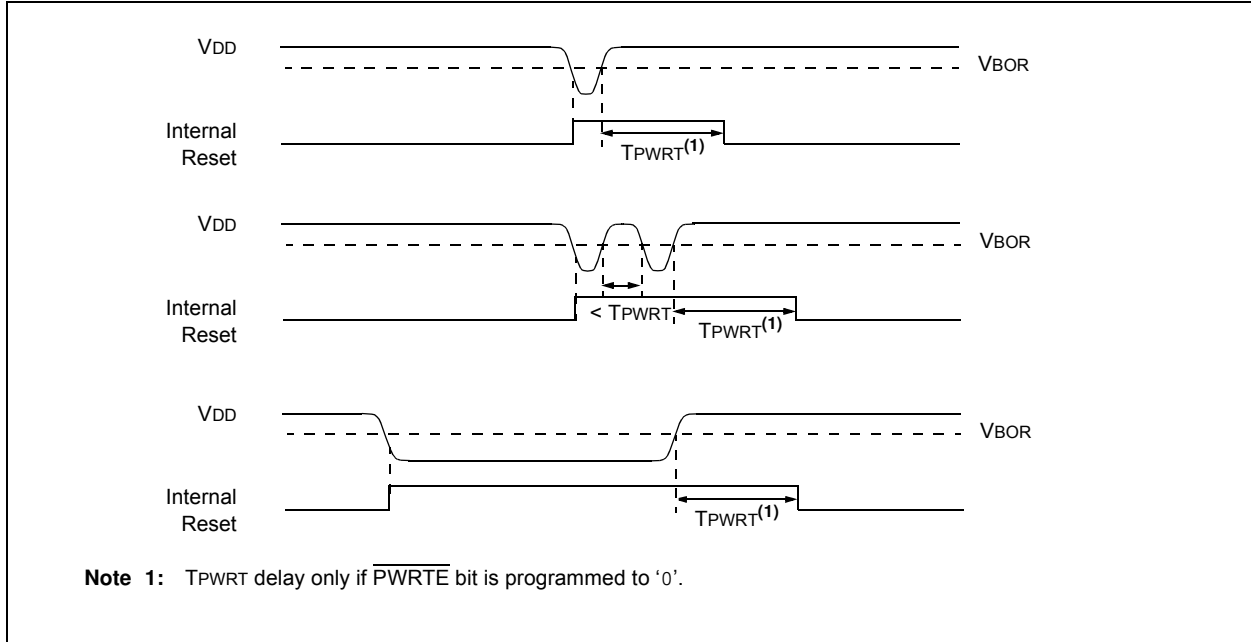 VDD
VBOR
Internal
Reset
TPWRT(1)
VDD
VBOR
Internal
Reset
< TPWRT
TPWRT(1)
VDD
VBOR
Internal
Reset
TPWRT(1)
Note 1: TPWRT delay only if PWRTE bit is programmed to ‘0’.